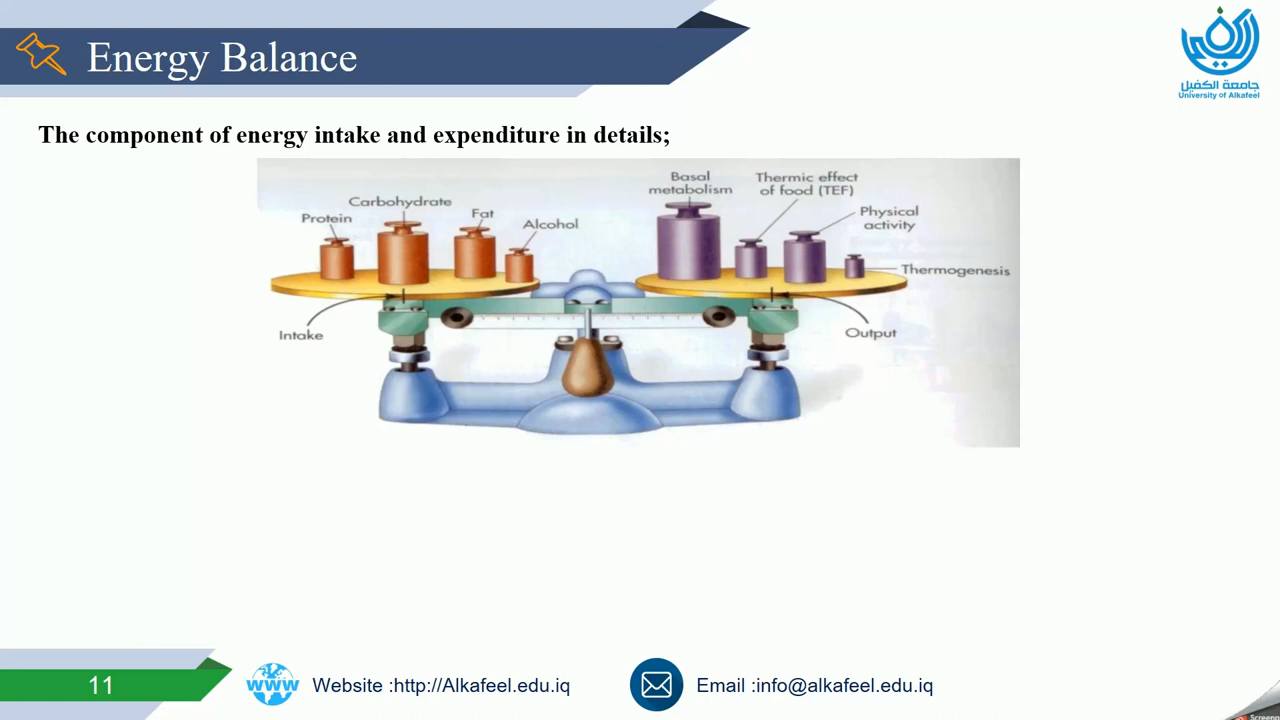 Energy Balance
الكفيل
جامعة الكفيل
University of Alkafeel
The component of energy intake and expenditure in details;
Basal
metabolism
Thermic effect
of food (TEF)
Carbohydrate
Protein
Fat
Alcohol
Physical
activity
Thermogenesis
Intake
Output
11
WWW
Website :http://Alkafeel.edu.iq
Email :info@alkafeel.edu.iq